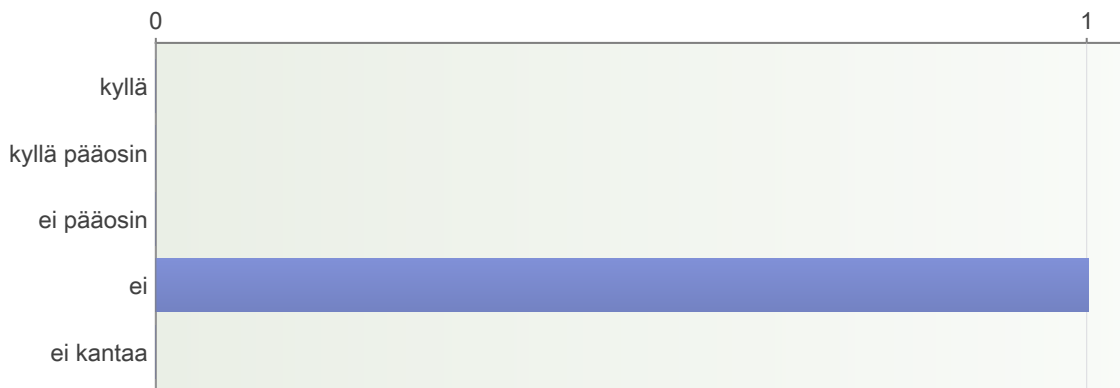 0 1
kyllä
kyllä pääosin
ei pääosin
ei
ei kantaa